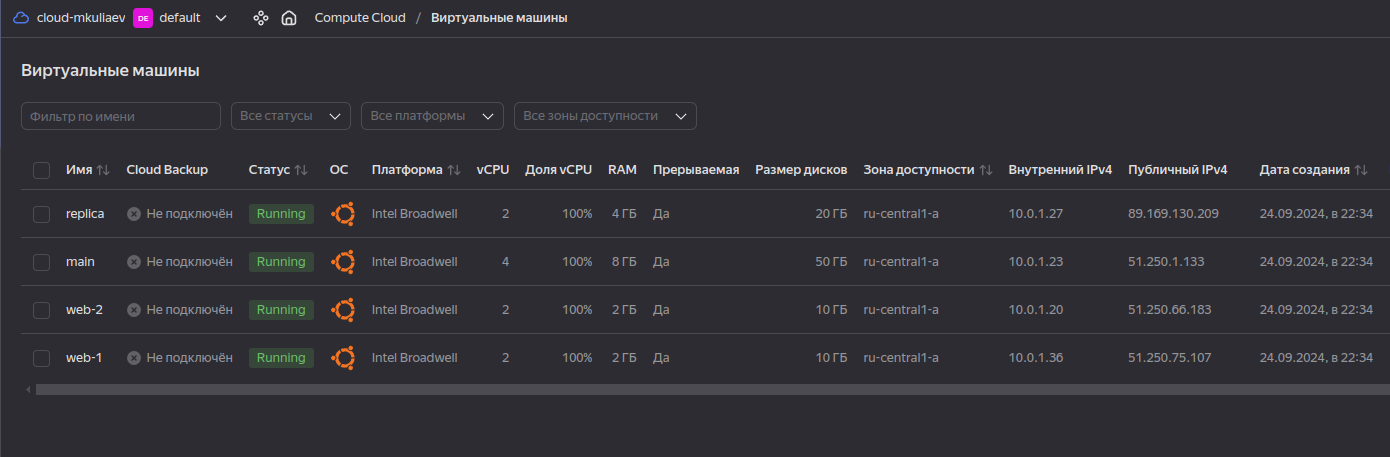 cloud-mkuliaev DE default Compute Cloud / Виртуальные машины
Виртуальные машины
Фильтр по имени Все статусы Все платформы Все зоны доступности
Имя Cloud Backup Статус ОС Платформа vCPU Доля vCPU RAM Прерываемая Размер дисков Зона доступности Внутренний IPv4 Публичный IPv4 Дата создания
replica Не подключён Running Intel Broadwell 2 100% 4 ГБ Да 20 ГБ ru-central1-a 10.0.1.27 89.169.130.209 24.09.2024, в 22:34
main Не подключён Running Intel Broadwell 4 100% 8 ГБ Да 50 ГБ ru-central1-a 10.0.1.23 51.250.1.133 24.09.2024, в 22:34
web-2 Не подключён Running Intel Broadwell 2 100% 2 ГБ Да 10 ГБ ru-central1-a 10.0.1.20 51.250.66.183 24.09.2024, в 22:34
web-1 Не подключён Running Intel Broadwell 2 100% 2 ГБ Да 10 ГБ ru-central1-a 10.0.1.36 51.250.75.107 24.09.2024, в 22:34